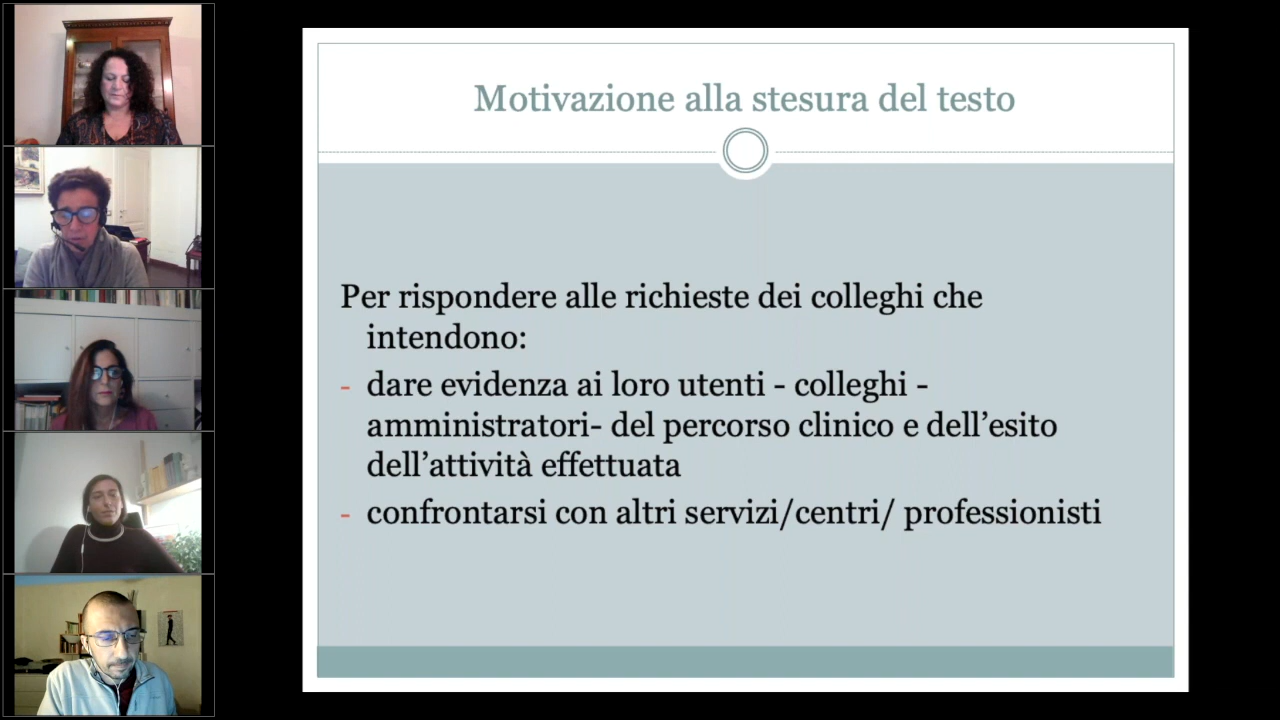 Motivazione alla stesura del testo
Per rispondere alle richieste dei colleghi che
intendono:
- dare evidenza ai loro utenti - colleghi -
amministratori- del percorso clinico e dell’esito
dell’attività effettuata
- confrontarsi con altri servizi/centri/ professionisti